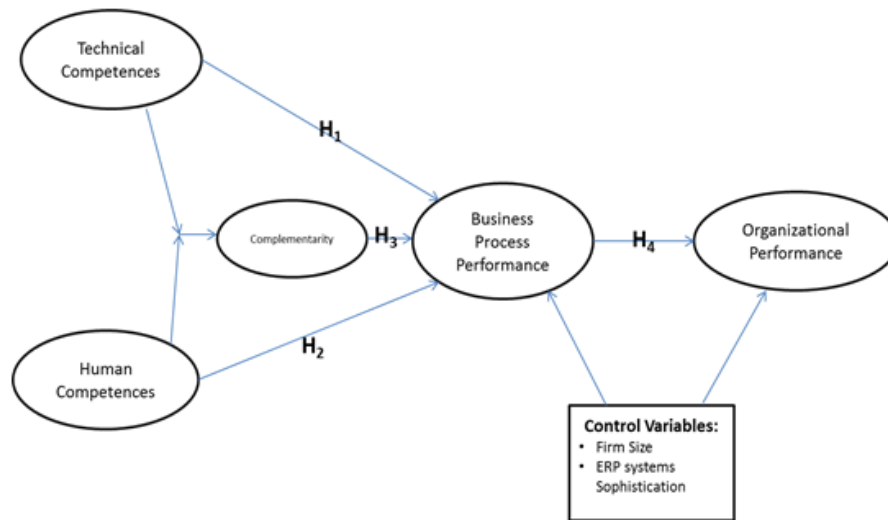 Technical
Competences
H₁
Complementarity
H₃
Business
Process
Performance
H₄
Organizational
Performance
H₂
Human
Competences
Control Variables:
• Firm Size
• ERP systems
Sophistication